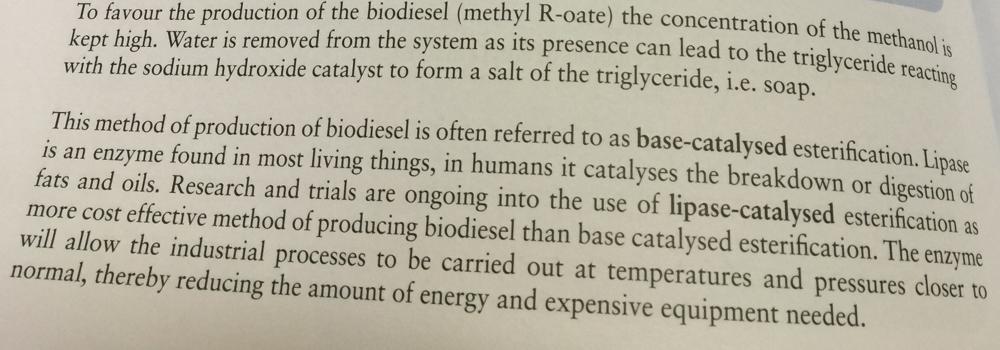 To favour the production of the biodiesel (methyl R-oate) the concentration of the methanol is
kept high. Water is removed from the system as its presence can lead to the triglyceride reacting
with the sodium hydroxide catalyst to form a salt of the triglyceride, i.e. soap.
This method of production of biodiesel is often referred to as base-catalysed esterification. Lipase
is an enzyme found in most living things, in humans it catalyses the breakdown or digestion of
fats and oils. Research and trials are ongoing into the use of lipase-catalysed esterification as
more cost effective method of producing biodiesel than base catalysed esterification. The enzyme
will allow the industrial processes to be carried out at temperatures and pressures closer to
normal, thereby reducing the amount of energy and expensive equipment needed.